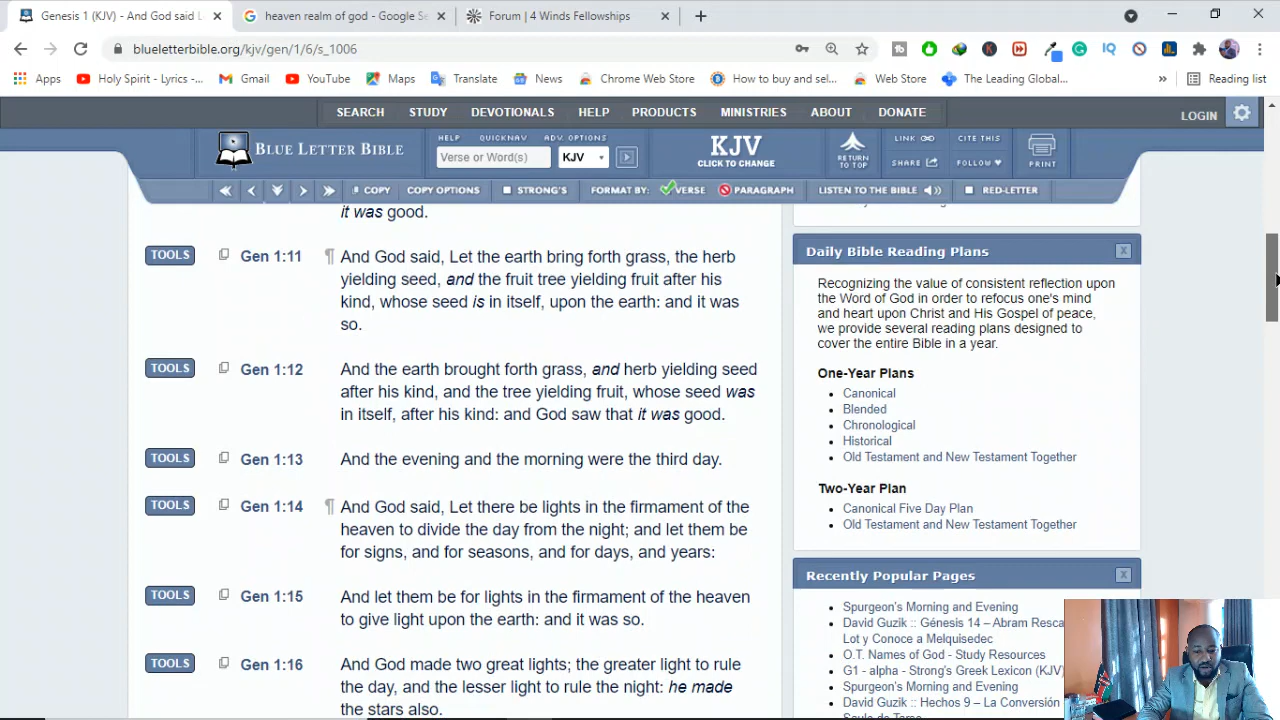 Genesis 1 (KJV) - And God said L
heaven realm of god - Google Se
Forum | 4 Winds Fellowships
blueletterbible.org/kjv/gen/1/6/s_1006
Apps
Holy Spirit - Lyrics -...
Gmail
YouTube
Maps
Translate
News
Chrome Web Store
How to buy and sel...
Web Store
The Leading Global...
»
Reading list
SEARCH
STUDY
DEVOTIONALS
HELP
PRODUCTS
MINISTRIES
ABOUT
DONATE
LOGIN
BLUE LETTER BIBLE
HELP
QUICKNAV
ADV. OPTIONS
Verse or Word(s)
KJV
KJV
CLICK TO CHANGE
RETURN
TO TOP
LINK
CITE THIS
SHARE
FOLLOW
PRINT
COPY
COPY OPTIONS
STRONG'S
FORMAT BY:
VERSE
PARAGRAPH
LISTEN TO THE BIBLE
RED-LETTER
it was good.
TOOLS
Gen 1:11
¶ And God said, Let the earth bring forth grass, the herb
yielding seed, and the fruit tree yielding fruit after his
kind, whose seed is in itself, upon the earth: and it was
so.
TOOLS
Gen 1:12
And the earth brought forth grass, and herb yielding seed
after his kind, and the tree yielding fruit, whose seed was
in itself, after his kind: and God saw that it was good.
TOOLS
Gen 1:13
And the evening and the morning were the third day.
TOOLS
Gen 1:14
¶ And God said, Let there be lights in the firmament of the
heaven to divide the day from the night; and let them be
for signs, and for seasons, and for days, and years:
TOOLS
Gen 1:15
And let them be for lights in the firmament of the heaven
to give light upon the earth: and it was so.
TOOLS
Gen 1:16
And God made two great lights; the greater light to rule
the day, and the lesser light to rule the night: he made
the stars also.
Daily Bible Reading Plans
X
Recognizing the value of consistent reflection upon
the Word of God in order to refocus one's mind
and heart upon Christ and His Gospel of peace,
we provide several reading plans designed to
cover the entire Bible in a year.
One-Year Plans
Canonical
Blended
Chronological
Historical
Old Testament and New Testament Together
Two-Year Plan
Canonical Five Day Plan
Old Testament and New Testament Together
Recently Popular Pages
X
Spurgeon's Morning and Evening
David Guzik :: Génesis 14 – Abram Resca
Lot y Conoce a Melquisedec
O.T. Names of God - Study Resources
G1 - alpha - Strong's Greek Lexicon (KJV)
Spurgeon's Morning and Evening
David Guzik :: Hechos 9 – La Conversión